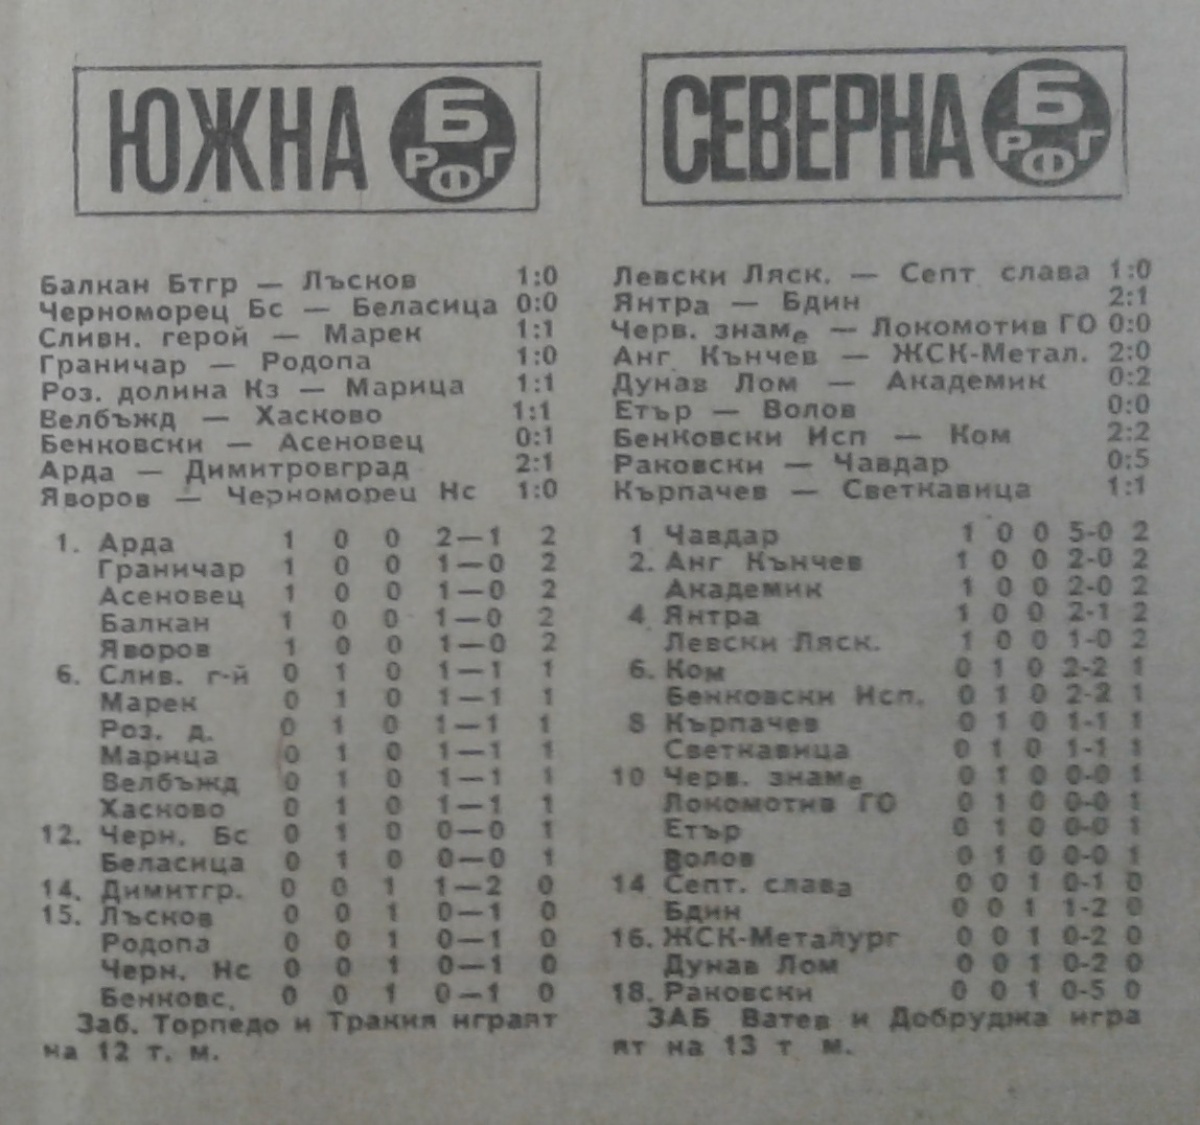 ЮЖНА Б РФГ
Балкан Бтгр — Лъсков 1:0
Черноморец Бс — Беласица 0:0
Сливн. герой — Марек 1:1
Граничар — Родопа 1:0
Роз. долина Кз — Марица 1:1
Велбъжд — Хасково 1:1
Бенковски — Асеновец 0:1
Арда — Димитровград 2:1
Яворов — Черноморец Нс 1:0
1. Арда 1 0 0 2—1 2
Граничар 1 0 0 1—0 2
Асеновец 1 0 0 1—0 2
Балкан 1 0 0 1—0 2
Яворов 1 0 0 1—0 2
6. Слив. г-й 0 1 0 1—1 1
Марек 0 1 0 1—1 1
Роз. д. 0 1 0 1—1 1
Марица 0 1 0 1—1 1
Велбъжд 0 1 0 1—1 1
Хасково 0 1 0 1—1 1
12. Черн. Бс 0 1 0 0—0 1
Беласица 0 1 0 0—0 1
14. Димитгр. 0 0 1 1—2 0
15. Лъсков 0 0 1 0—1 0
Родопа 0 0 1 0—1 0
Черн. Нс 0 0 1 0—1 0
Бенковс. 0 0 1 0—1 0
Заб. Торпедо и Тракия играят
на 12 т. м.
СЕВЕРНА Б РФГ
Левски Ляск. — Септ слава 1:0
Янтра — Бдин 2:1
Черв. знаме — Локомотив ГО 0:0
Анг Кънчев — ЖСК-Метал. 2:0
Дунав Лом — Академик 0:2
Етър — Волов 0:0
Бенковски Исп — Ком 2:2
Раковски — Чавдар 0:5
Кърпачев — Светкавица 1:1
1 Чавдар 1 0 0 5-0 2
2. Анг Кънчев 1 0 0 2-0 2
Академик 1 0 0 2-0 2
4 Янтра 1 0 0 2-1 2
Левски Ляск. 1 0 0 1-0 2
6. Ком 0 1 0 2-2 1
Бенковски Исп. 0 1 0 2-2 1
8 Кърпачев 0 1 0 1-1 1
Светкавица 0 1 0 1-1 1
10 Черв. знаме 0 1 0 0-0 1
Локомотив ГО 0 1 0 0-0 1
Етър 0 1 0 0-0 1
Волов 0 1 0 0-0 1
14 Септ. слава 0 0 1 0-1 0
Бдин 0 0 1 1-2 0
16. ЖСК-Металург 0 0 1 0-2 0
Дунав Лом 0 0 1 0-2 0
18. Раковски 0 0 1 0-5 0
ЗАБ Ватев и Добруджа игра
ят на 13 т м.